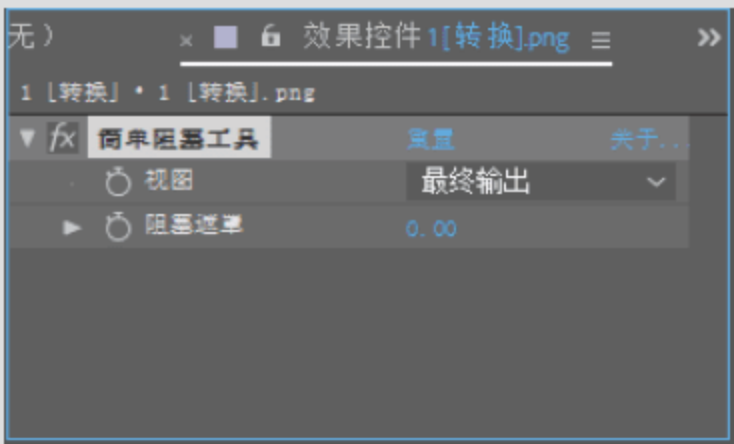 无）
× 效果控件 1[转换].png ≡ »
1 [转换] • 1 [转换].png
fx 简单阻塞工具 重置 关于...
视图 最终输出
阻塞遮罩 0.00